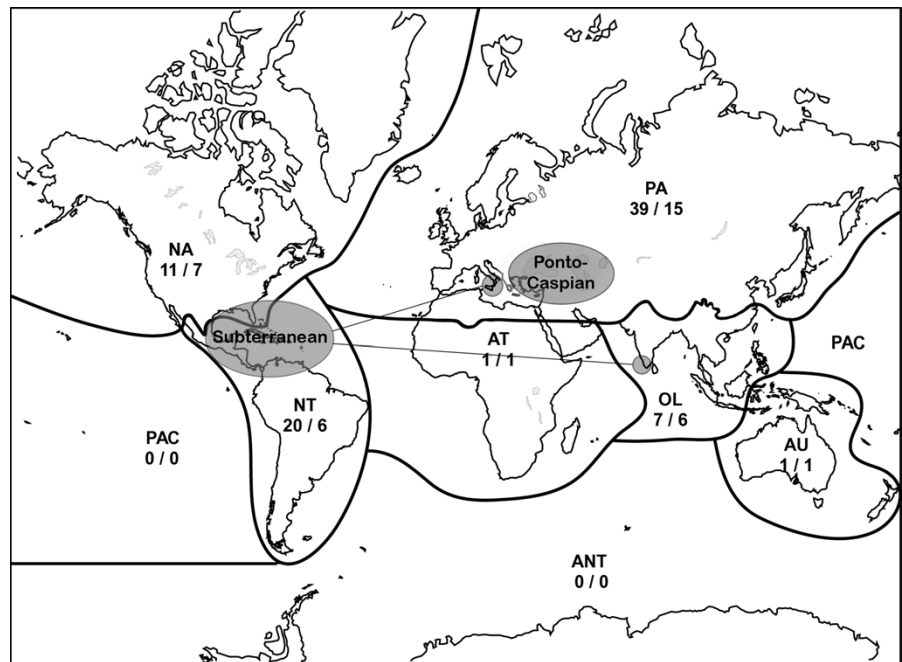 PA
39 / 15
NA
11 / 7
Ponto-
Caspian
Subterranean
AT
1 / 1
PAC
NT
20 / 6
OL
7 / 6
PAC
0 / 0
AU
1 / 1
ANT
0 / 0